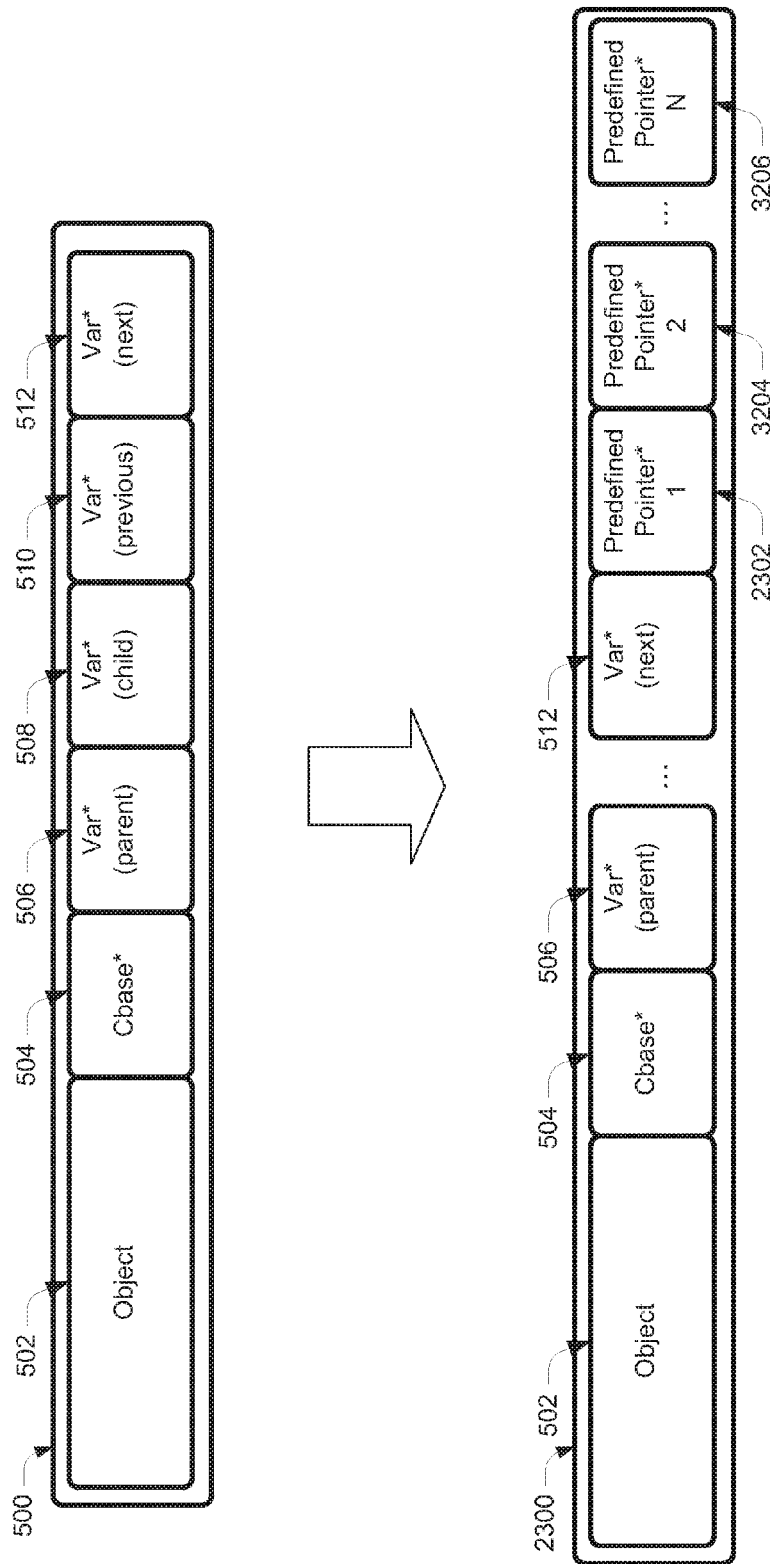 500
502
504
506
508
510
512
Object
Cbase*
Var*
(parent)
Var*
(child)
Var*
(previous)
Var*
(next)
2300
502
504
506
512
Object
Cbase*
Var*
(parent)
...
Var*
(next)
Predefined
Pointer*
1
Predefined
Pointer*
2
...
Predefined
Pointer*
N
2302
3204
3206